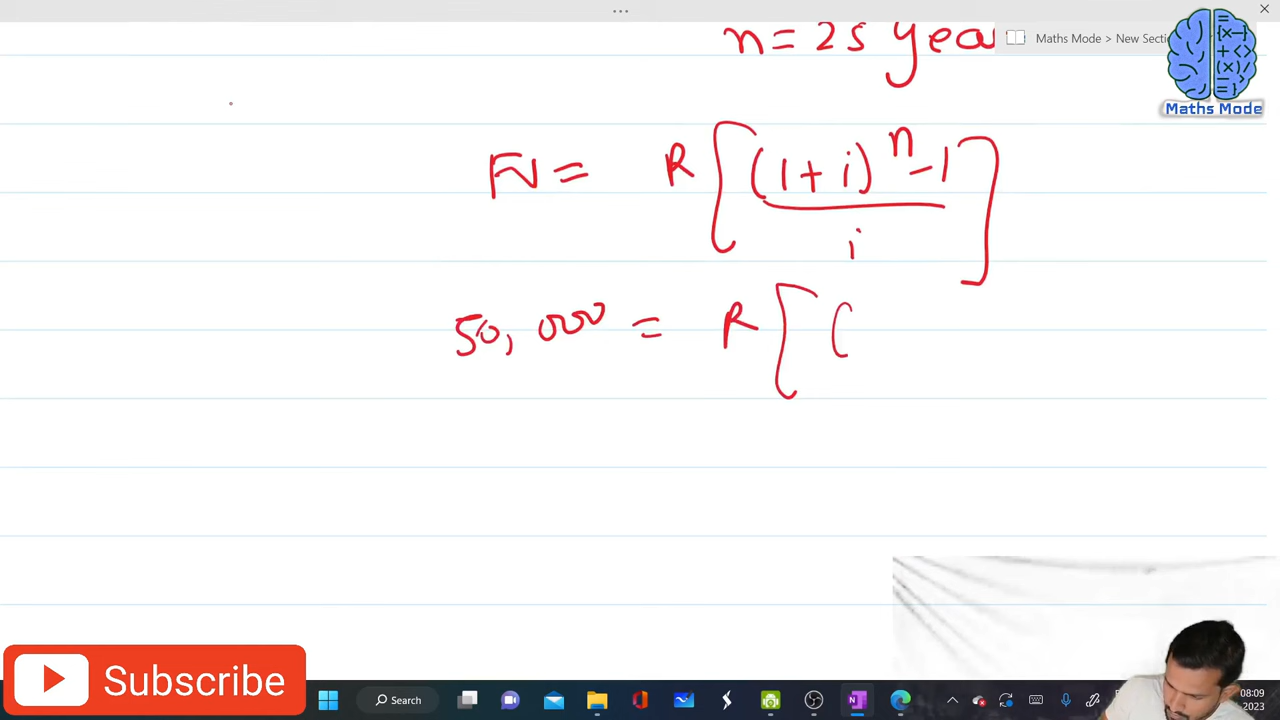 n = 25 year
Maths Mode > New Secti
Maths Mode
FV = R [ (1 + i)^n - 1 / i ]
50,000 = R [ (
Subscribe
Search
08:09
2023